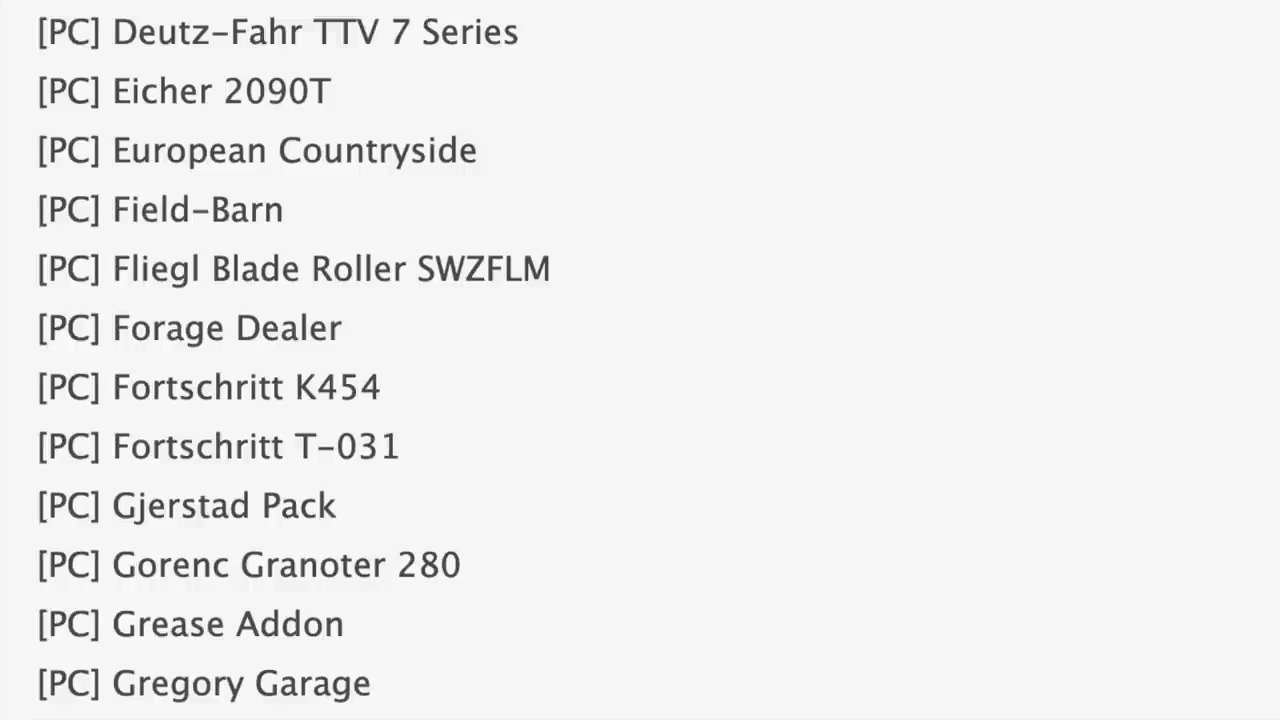 [PC] Deutz-Fahr TTV 7 Series
[PC] Eicher 2090T
[PC] European Countryside
[PC] Field-Barn
[PC] Fliegl Blade Roller SWZFLM
[PC] Forage Dealer
[PC] Fortschritt K454
[PC] Fortschritt T-031
[PC] Gjerstad Pack
[PC] Gorenc Granoter 280
[PC] Grease Addon
[PC] Gregory Garage